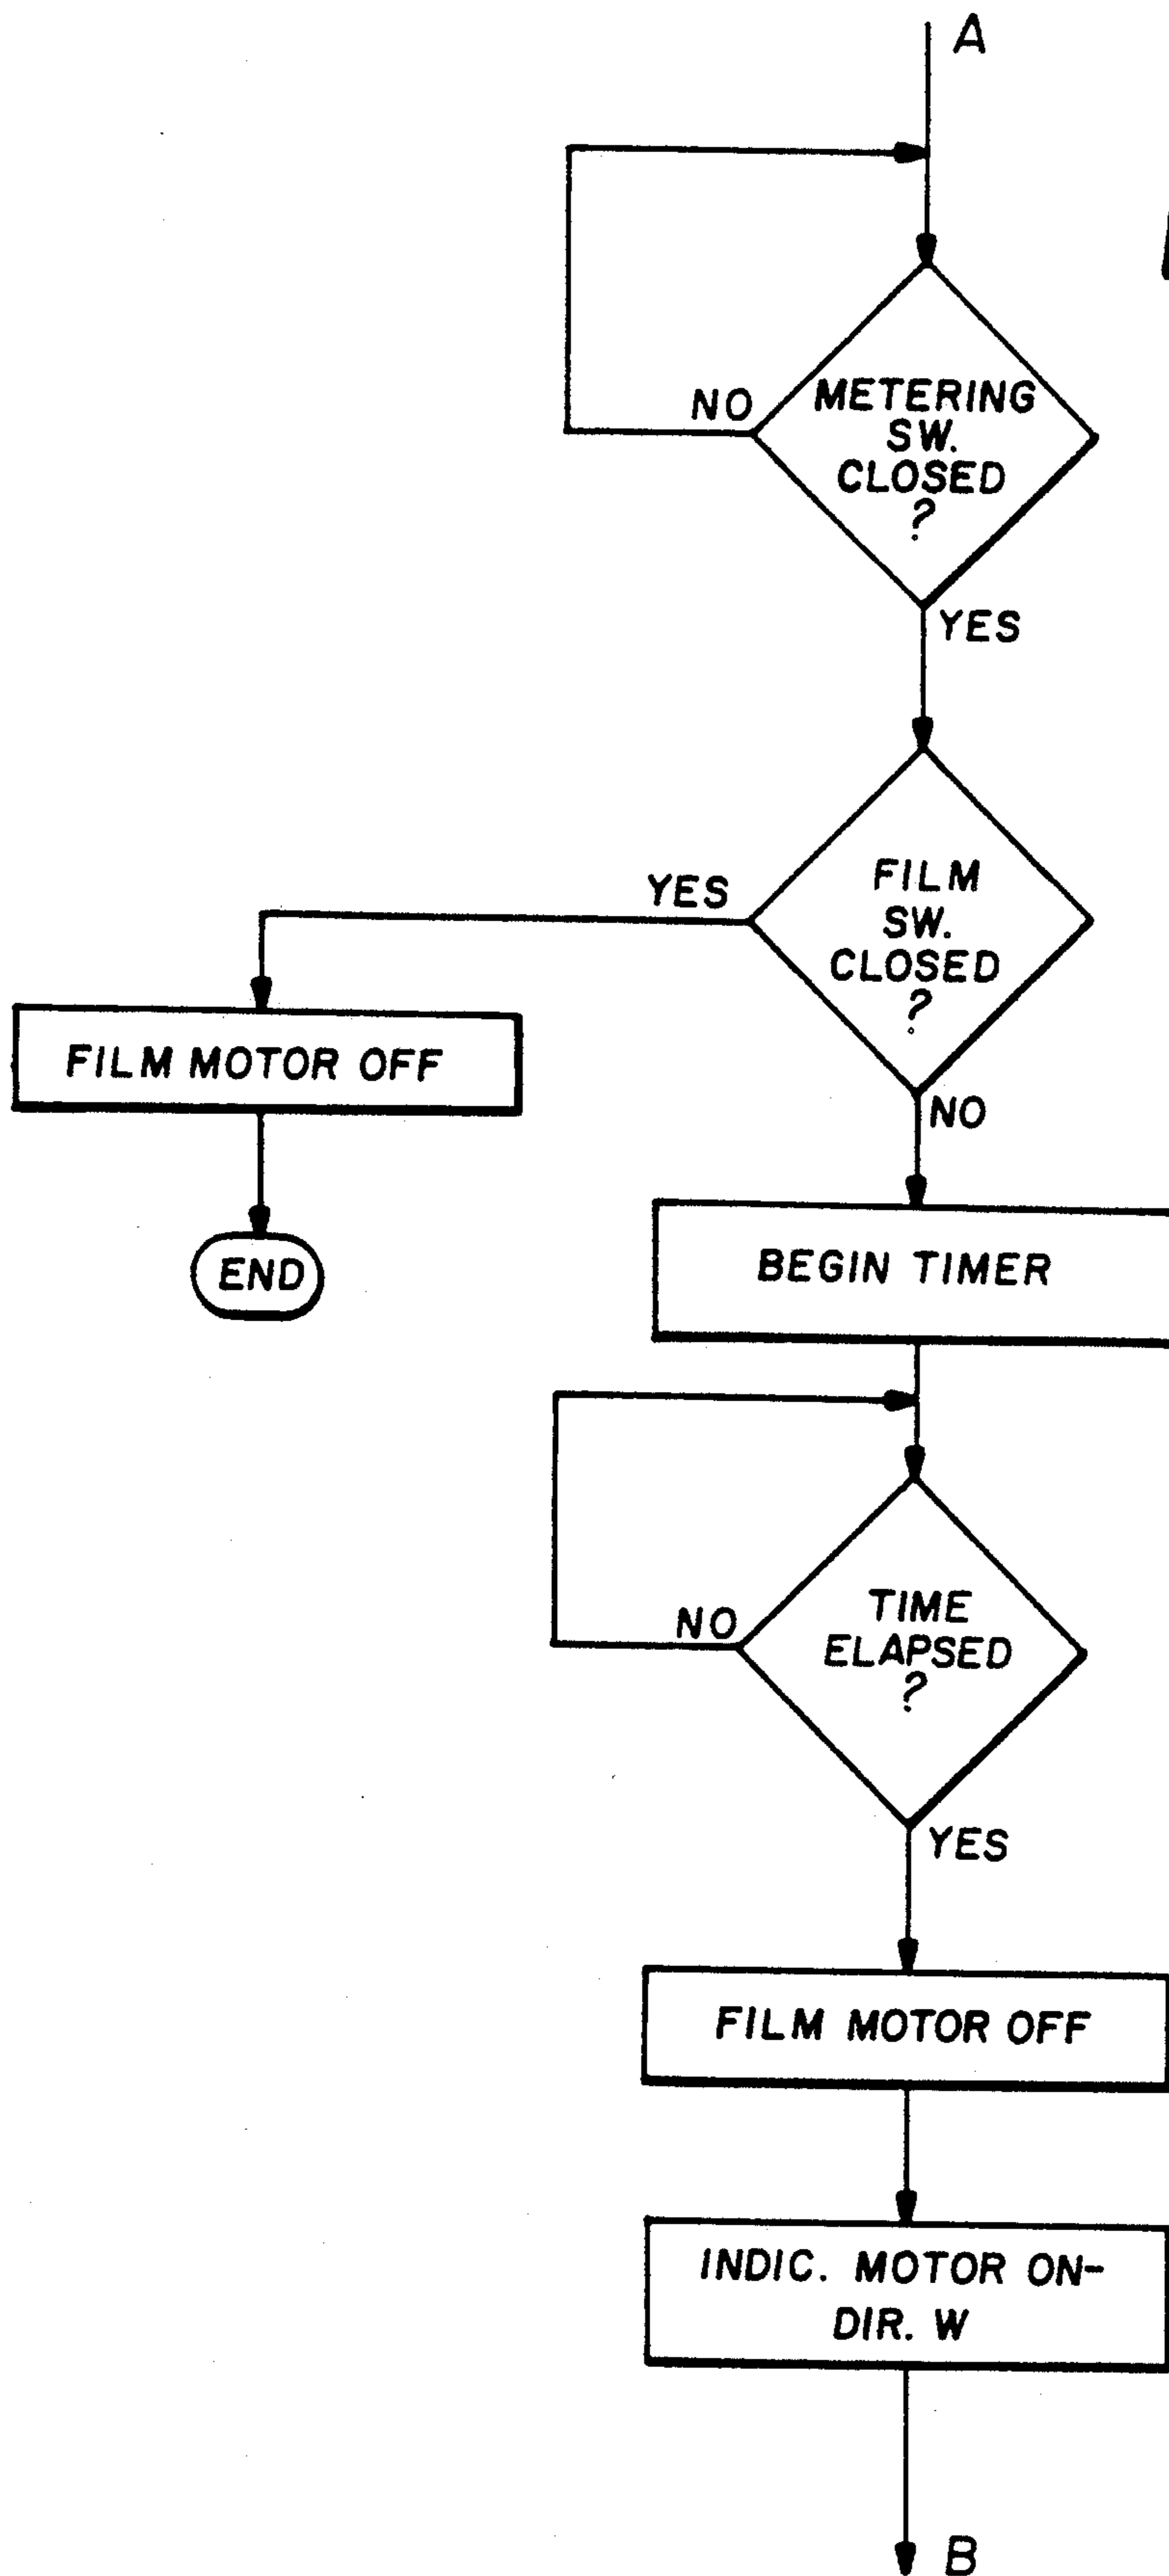 A
NO
METERING
SW.
CLOSED
?
YES
YES
FILM
SW.
CLOSED
?
NO
FILM MOTOR OFF
END
BEGIN TIMER
NO
TIME
ELAPSED
?
YES
FILM MOTOR OFF
INDIC. MOTOR ON-
DIR. W
B